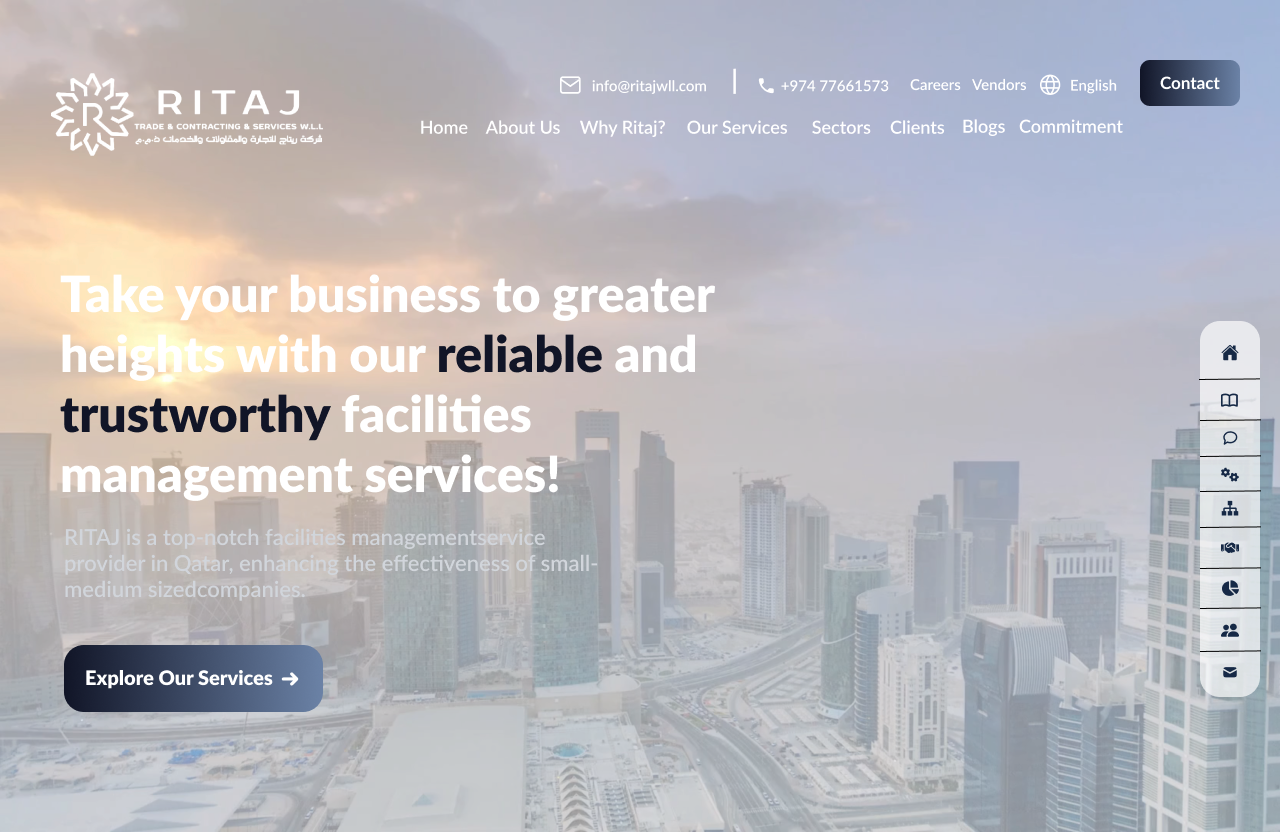 RITAJ
TRADE & CONTRACTING & SERVICES W.L.L
شركة ريتاج للتجارة والمقاولات والخدمات ذ.م.م
info@ritajwll.com
+974 77661573
Careers
Vendors
English
Contact
Home
About Us
Why Ritaj?
Our Services
Sectors
Clients
Blogs
Commitment
Take your business to greater
heights with our reliable and
trustworthy facilities
management services!
RITAJ is a top-notch facilities managementservice
provider in Qatar, enhancing the effectiveness of small-
medium sizedcompanies.
Explore Our Services